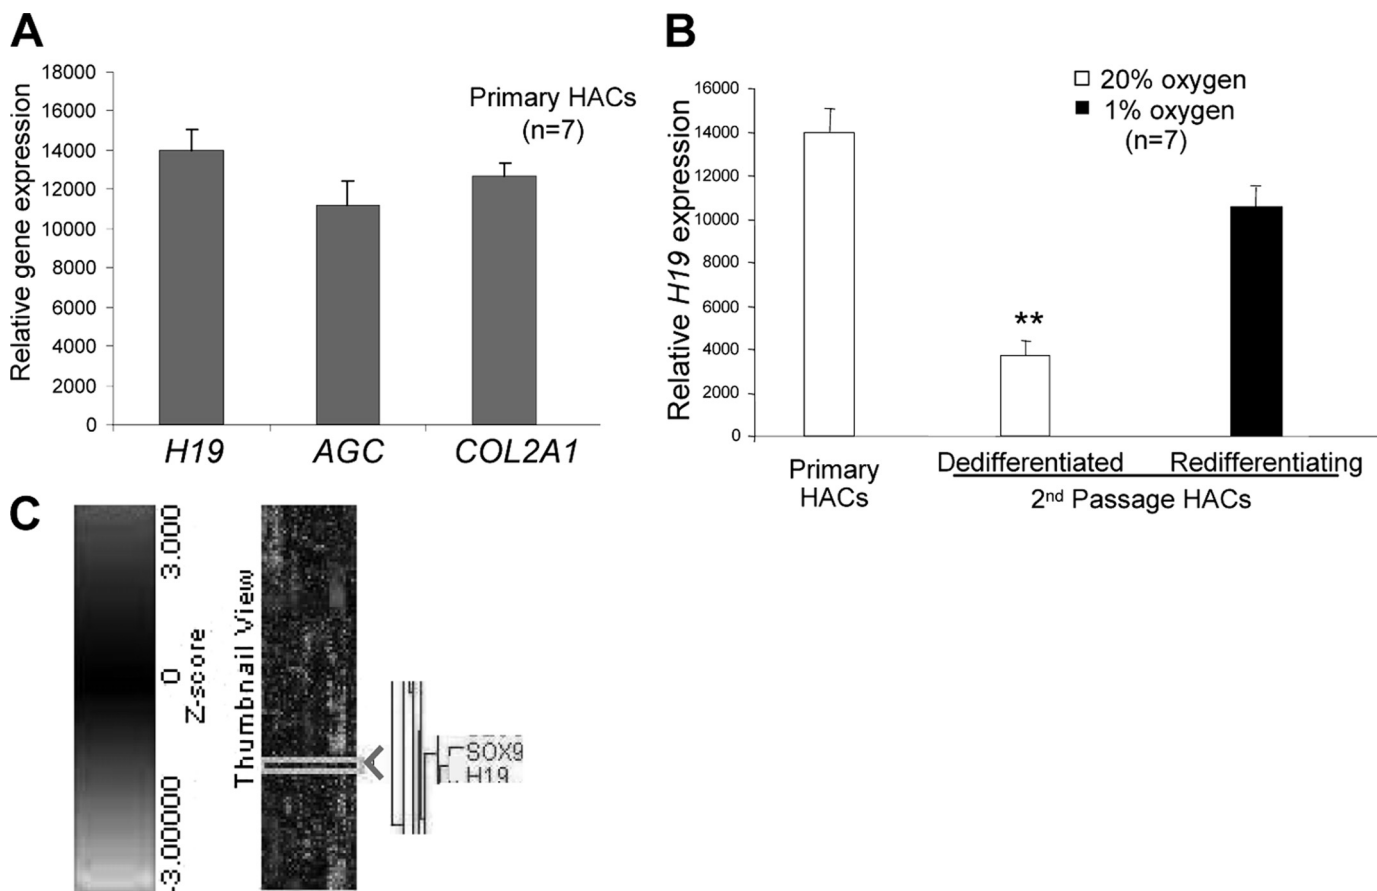 A
Relative gene expression
18000
16000
14000
12000
10000
8000
6000
4000
2000
0
Primary HACs
(n=7)
H19
AGC
COL2A1
B
Relative H19 expression
16000
14000
12000
10000
8000
6000
4000
2000
0
20% oxygen
1% oxygen
(n=7)
**
Primary
HACs
Dedifferentiated
Redifferentiating
2nd Passage HACs
C
3.000
0
-3.00000
Z-score
Thumbnail View
SOX9
H19